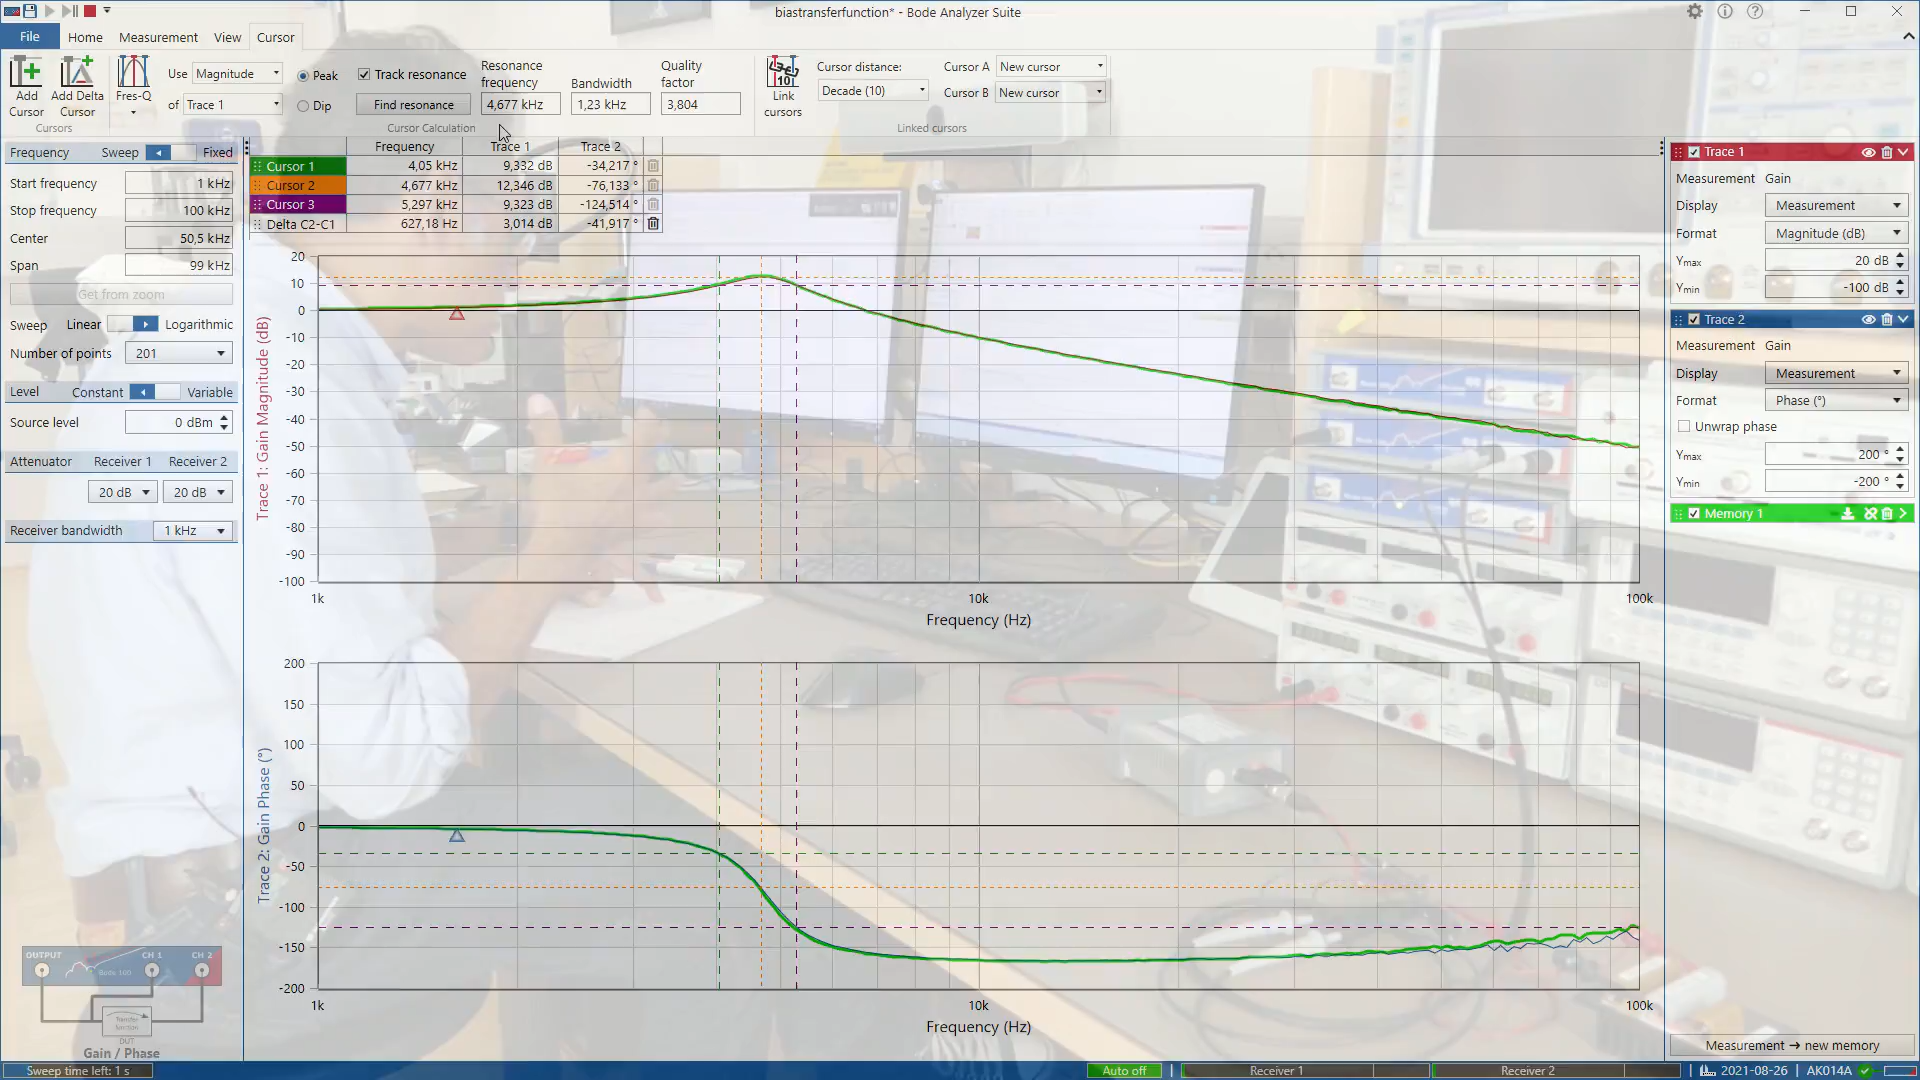 biastransferfunction* - Bode Analyzer Suite
File Home Measurement View Cursor
Add Cursor
Add Delta Cursor
Cursors
Fres-Q
Use Magnitude
of Trace 1
Peak
Dip
Track resonance
Find resonance
Resonance frequency
4,677 kHz
Bandwidth
1,23 kHz
Quality factor
3,804
Cursor Calculation
Link cursors
Cursor distance:
Decade (10)
Cursor A New cursor
Cursor B New cursor
Linked cursors
Frequency Sweep Fixed
Start frequency 1 kHz
Stop frequency 100 kHz
Center 50,5 kHz
Span 99 kHz
Get from zoom
Sweep Linear Logarithmic
Number of points 201
Level Constant Variable
Source level 0 dBm
Attenuator Receiver 1 Receiver 2
20 dB 20 dB
Receiver bandwidth 1 kHz
OUTPUT CH 1 CH 2
Bode 100
Transfer function
DUT
Gain / Phase
Frequency Trace 1 Trace 2
Cursor 1 4,05 kHz 9,332 dB -34,217 °
Cursor 2 4,677 kHz 12,346 dB -76,133 °
Cursor 3 5,297 kHz 9,323 dB -124,514 °
Delta C2-C1 627,18 Hz 3,014 dB -41,917 °
Trace 1: Gain Magnitude (dB)
20
10
0
-10
-20
-30
-40
-50
-60
-70
-80
-90
-100
1k 10k 100k
Frequency (Hz)
Trace 2: Gain Phase (°)
200
150
100
50
0
-50
-100
-150
-200
1k 10k 100k
Frequency (Hz)
Trace 1
Measurement Gain
Display Measurement
Format Magnitude (dB)
Ymax 20 dB
Ymin -100 dB
Trace 2
Measurement Gain
Display Measurement
Format Phase (°)
Unwrap phase
Ymax 200 °
Ymin -200 °
Memory 1
Measurement → new memory
Sweep time left: 1 s
Auto off Receiver 1 Receiver 2 2021-08-26 AK014A